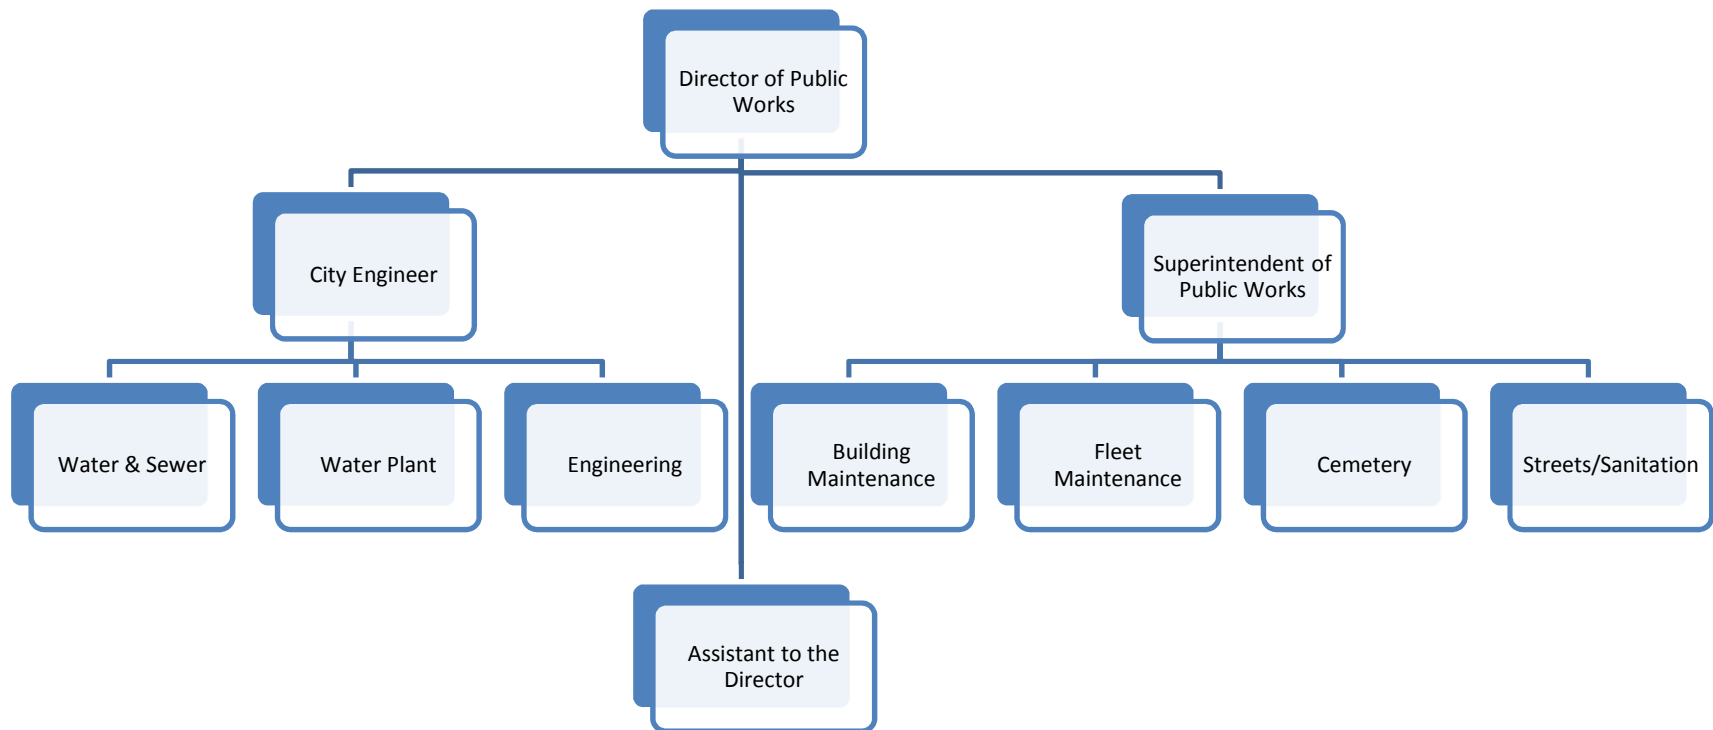 Director of Public
Works
City Engineer
Superintendent of
Public Works
Water & Sewer
Water Plant
Engineering
Building
Maintenance
Fleet
Maintenance
Cemetery
Streets/Sanitation
Assistant to the
Director